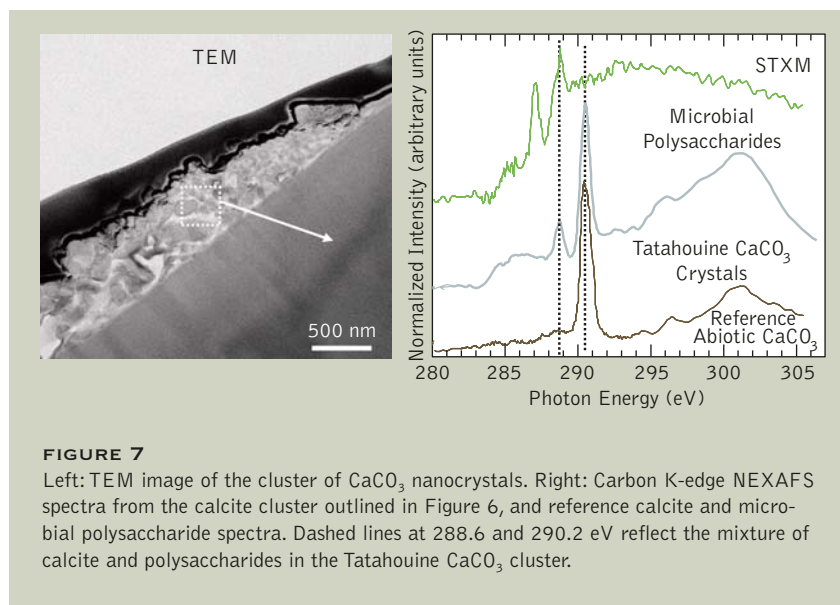 TEM
500 nm
Normalized Intensity (arbitrary units)
STXM
Microbial
Polysaccharides
Tatahouine CaCO₃
Crystals
Reference
Abiotic CaCO₃
280 285 290 295 300 305
Photon Energy (eV)
FIGURE 7
Left: TEM image of the cluster of CaCO₃ nanocrystals. Right: Carbon K-edge NEXAFS
spectra from the calcite cluster outlined in Figure 6, and reference calcite and micro-
bial polysaccharide spectra. Dashed lines at 288.6 and 290.2 eV reflect the mixture of
calcite and polysaccharides in the Tatahouine CaCO₃ cluster.